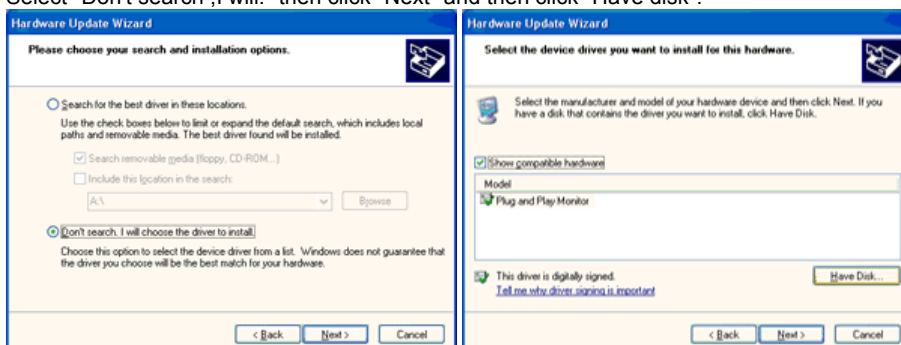 Select "Don't search ,I will." then click "Next" and then click "Have disk".
Hardware Update Wizard
Please choose your search and installation options.
Search for the best driver in these locations.
Use the check boxes below to limit or expand the default search, which includes local
paths and removable media. The best driver found will be installed.
Search removable media (floppy, CD-ROM...)
Include this location in the search:
A:\
Browse
Don't search. I will choose the driver to install.
Choose this option to select the device driver from a list. Windows does not guarantee that
the driver you choose will be the best match for your hardware.
< Back
Next >
Cancel
Hardware Update Wizard
Select the device driver you want to install for this hardware.
Select the manufacturer and model of your hardware device and then click Next. If you
have a disk that contains the driver you want to install, click Have Disk.
Show compatible hardware
Model
Plug and Play Monitor
This driver is digitally signed.
Tell me why driver signing is important
Have Disk...
< Back
Next >
Cancel